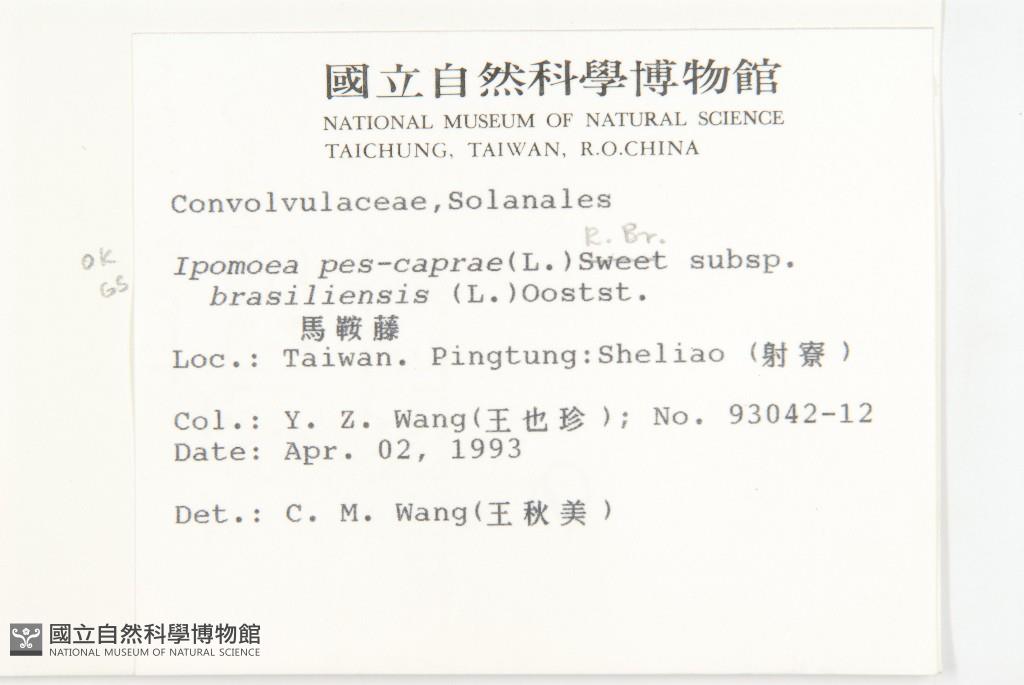 國立自然科學博物館
NATIONAL MUSEUM OF NATURAL SCIENCE
TAICHUNG, TAIWAN, R.O.CHINA
Convolvulaceae,Solanales
R. Br.
OK
GS
Ipomoea pes-caprae(L.)Sweet subsp.
brasiliensis (L.)Ooststr.
馬鞍藤
Loc.: Taiwan. Pingtung:Sheliao (射寮)
Col.: Y. Z. Wang(王也珍); No. 93042-12
Date: Apr. 02, 1993
Det.: C. M. Wang(王秋美)
國立自然科學博物館
NATIONAL MUSEUM OF NATURAL SCIENCE